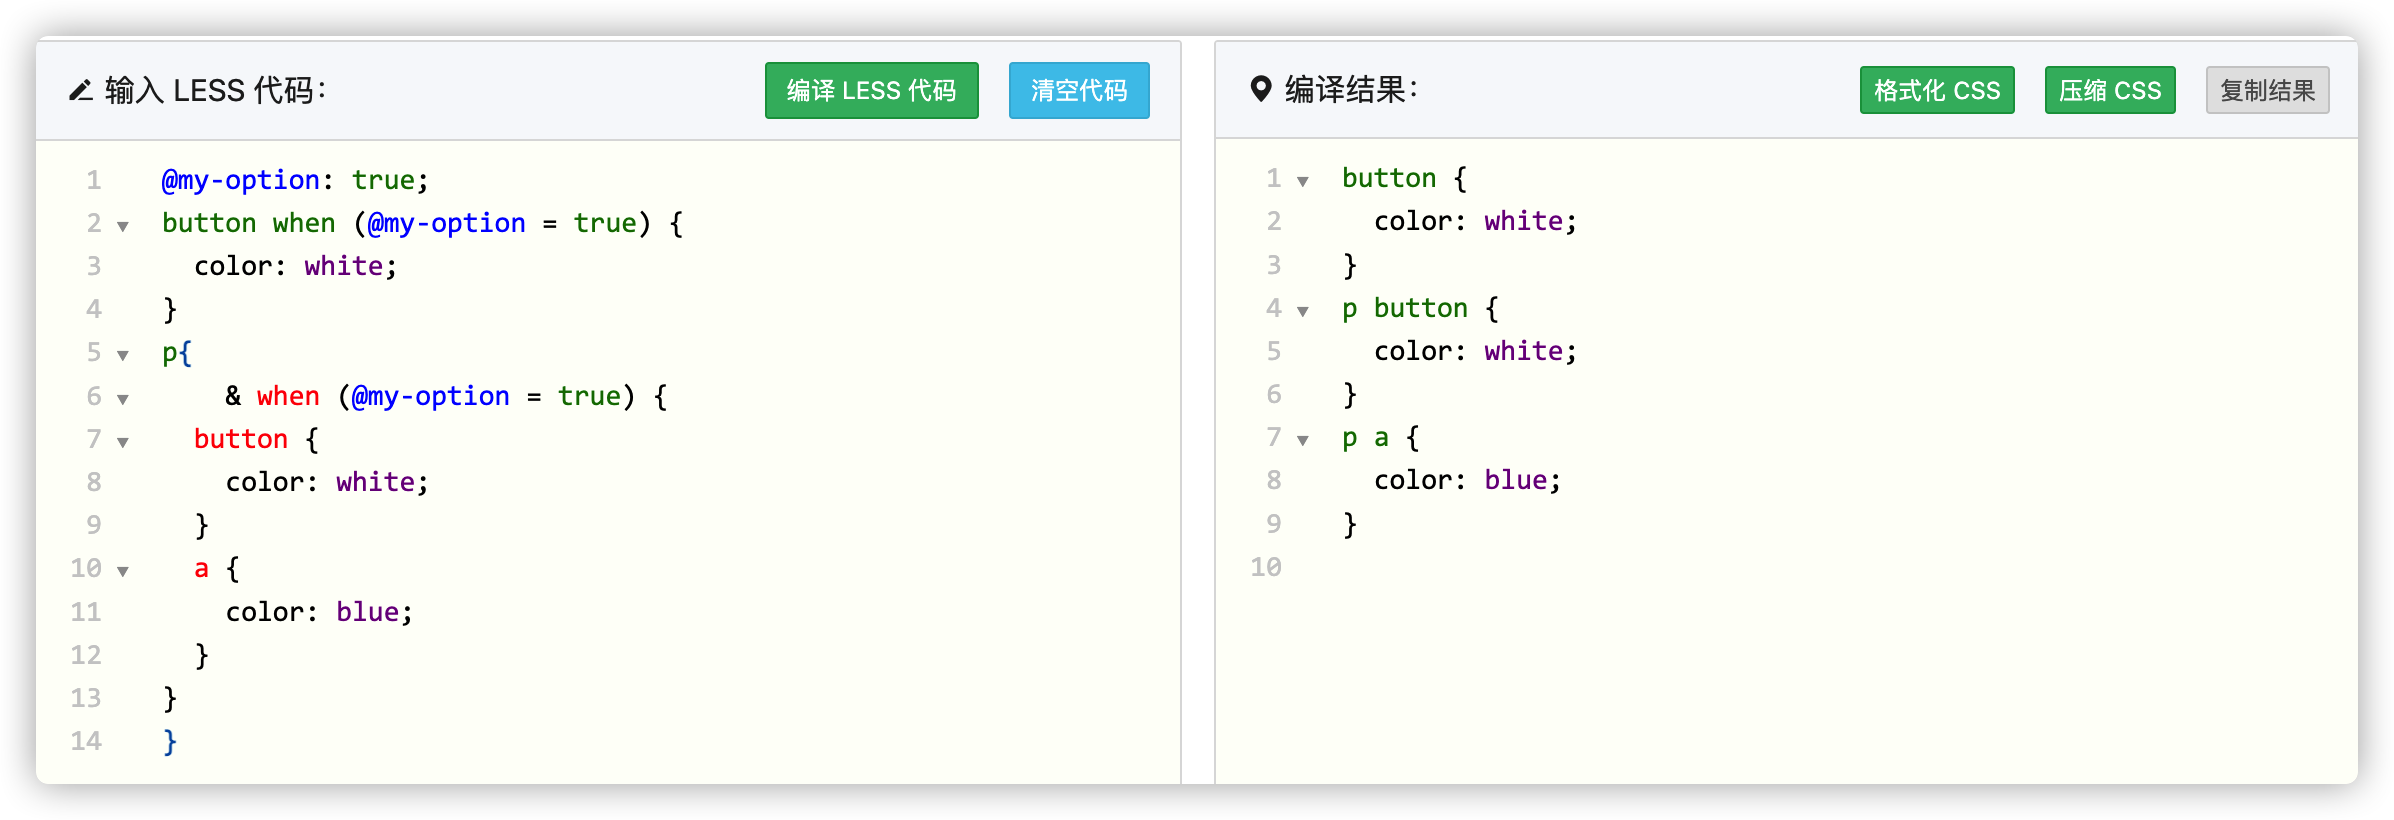 输入 LESS 代码：
编译 LESS 代码
清空代码
1 @my-option: true;
2 button when (@my-option = true) {
3   color: white;
4 }
5 p{
6     & when (@my-option = true) {
7   button {
8     color: white;
9   }
10   a {
11     color: blue;
12   }
13 }
14 }
编译结果：
格式化 CSS
压缩 CSS
复制结果
1 button {
2   color: white;
3 }
4 p button {
5   color: white;
6 }
7 p a {
8   color: blue;
9 }
10